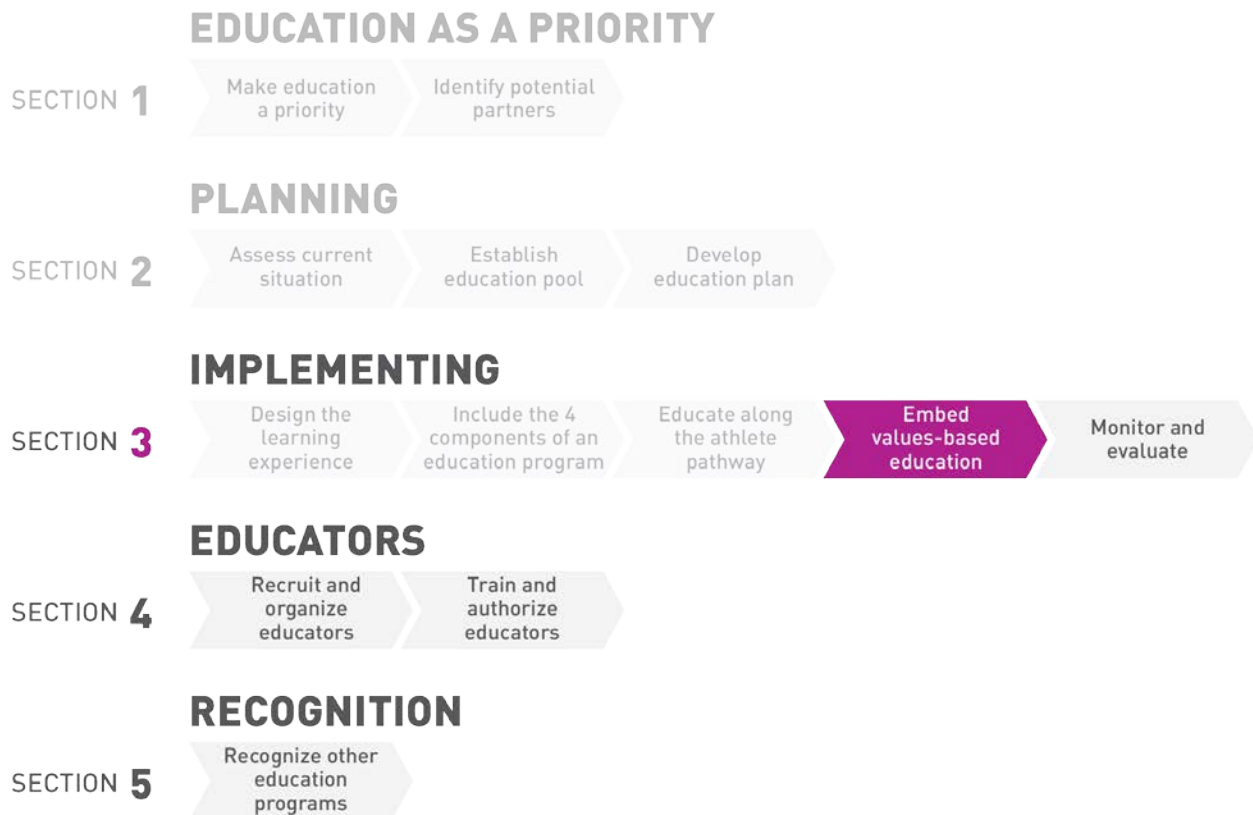 EDUCATION AS A PRIORITY
SECTION 1
Make education
a priority
Identify potential
partners
PLANNING
SECTION 2
Assess current
situation
Establish
education pool
Develop
education plan
IMPLEMENTING
SECTION 3
Design the
learning
experience
Include the 4
components of an
education program
Educate along
the athlete
pathway
Embed
values-based
education
Monitor and
evaluate
EDUCATORS
SECTION 4
Recruit and
organize
educators
Train and
authorize
educators
RECOGNITION
SECTION 5
Recognize other
education
programs